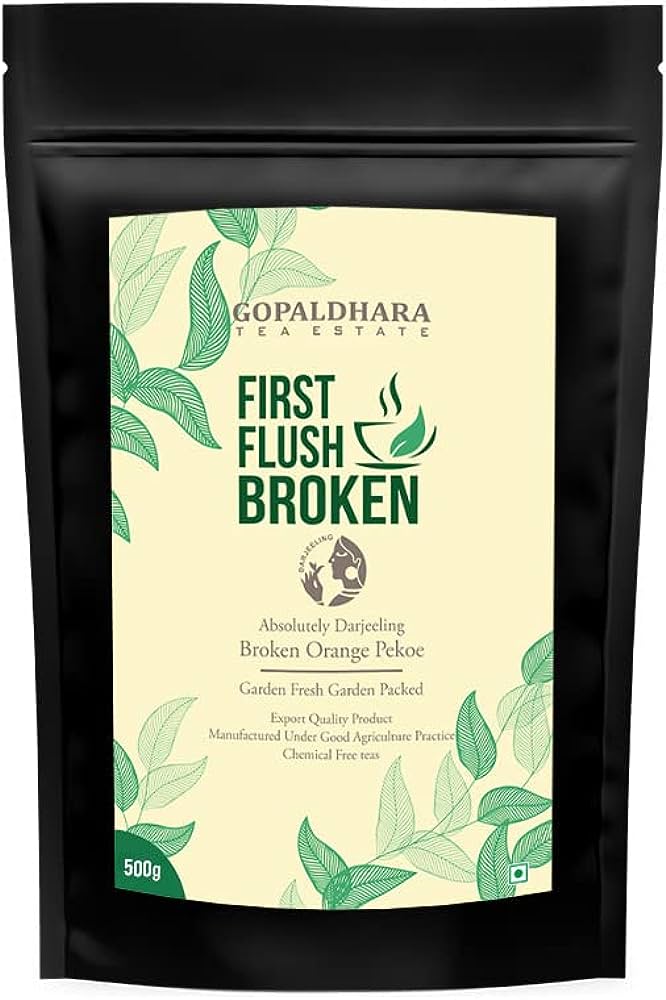 GOPALDHARA
TEA ESTATE
FIRST
FLUSH
BROKEN
DARJEELING
Absolutely Darjeeling
Broken Orange Pekoe
Garden Fresh Garden Packed
Export Quality Product
Manufactured Under Good Agriculture Practice
Chemical Free teas
500g